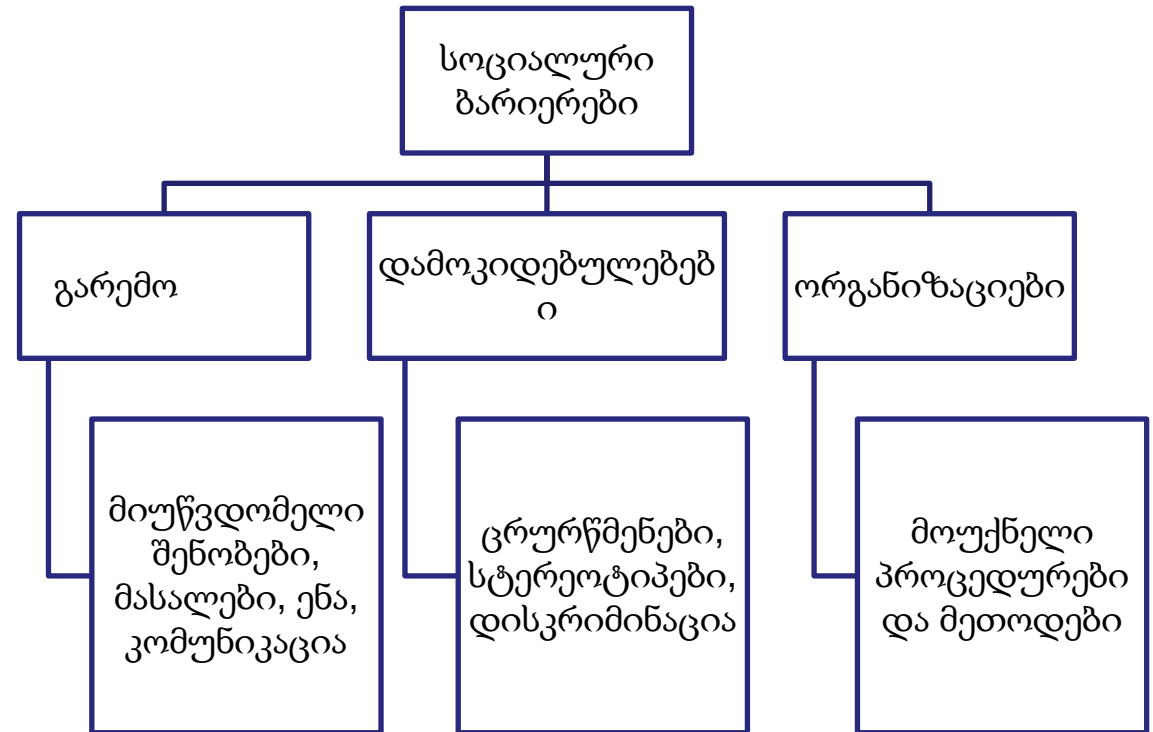 სოციალური
ბარიერები
გარემო
დამოკიდებულებებ
ი
ორგანიზაციები
მიუწვდომელი
შენობები,
მასალები, ენა,
კომუნიკაცია
ცრურწმენები,
სტერეოტიპები,
დისკრიმინაცია
მოუქნელი
პროცედურები
და მეთოდები